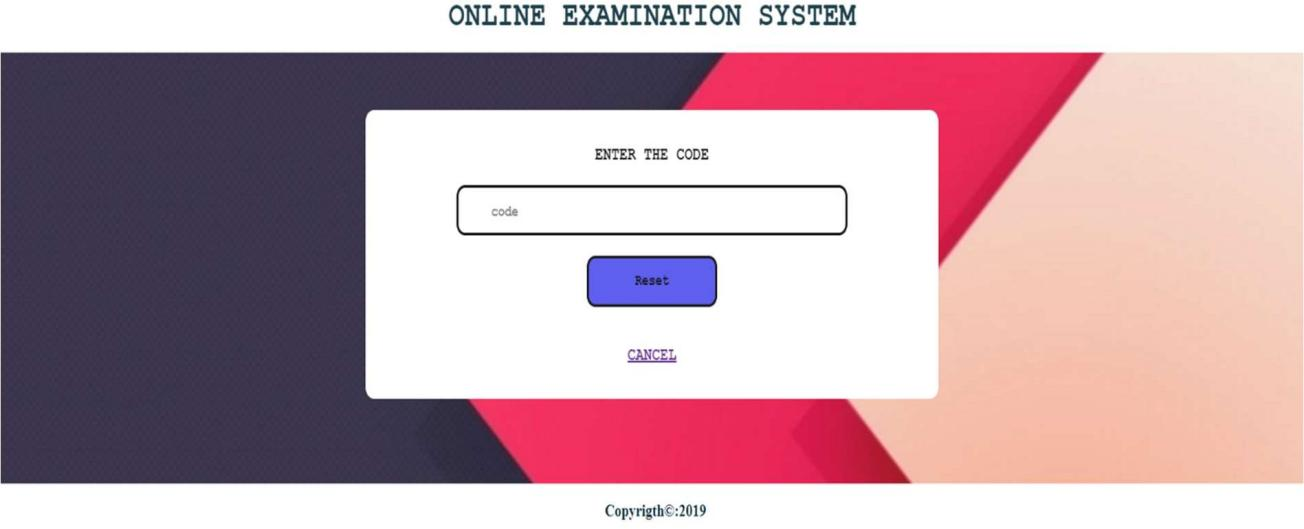 ONLINE EXAMINATION SYSTEM
ENTER THE CODE
code
Reset
CANCEL
Copyrigth©:2019